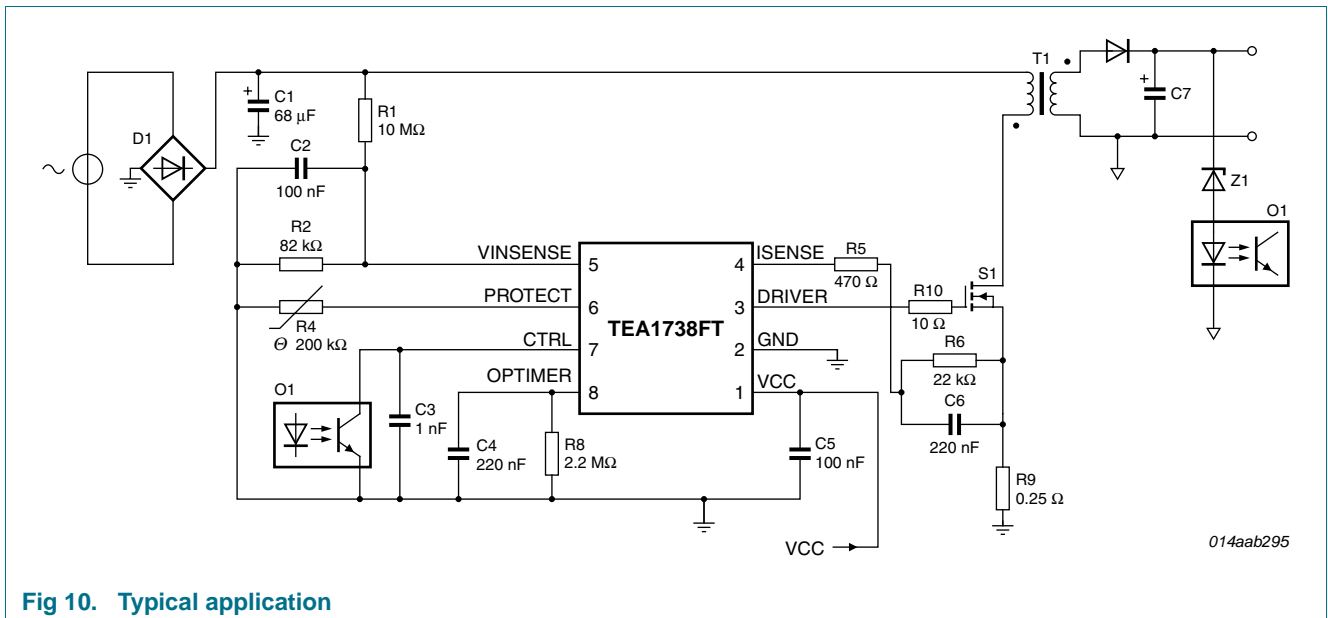 T1
C7
C1
68 µF
R1
10 MΩ
D1
C2
100 nF
Z1
O1
R2
82 kΩ
VINSENSE
5
4
ISENSE
R5
470 Ω
S1
PROTECT
6
3
DRIVER
R10
10 Ω
R4
Θ 200 kΩ
TEA1738FT
CTRL
7
2
GND
R6
22 kΩ
OPTIMER
8
1
VCC
O1
C6
220 nF
C3
1 nF
C4
220 nF
R8
2.2 MΩ
C5
100 nF
R9
0.25 Ω
VCC
014aab295
Fig 10. Typical application